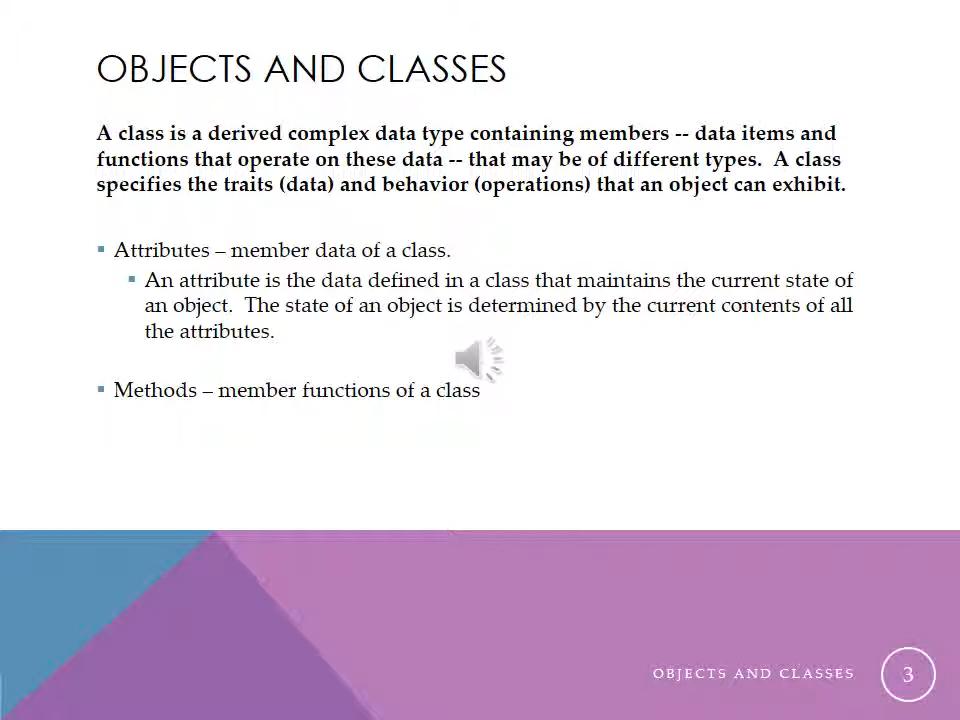 OBJECTS AND CLASSES
A class is a derived complex data type containing members -- data items and
functions that operate on these data -- that may be of different types.  A class
specifies the traits (data) and behavior (operations) that an object can exhibit.
▪ Attributes – member data of a class.
▪ An attribute is the data defined in a class that maintains the current state of
an object.  The state of an object is determined by the current contents of all
the attributes.
▪ Methods – member functions of a class
OBJECTS AND CLASSES
3